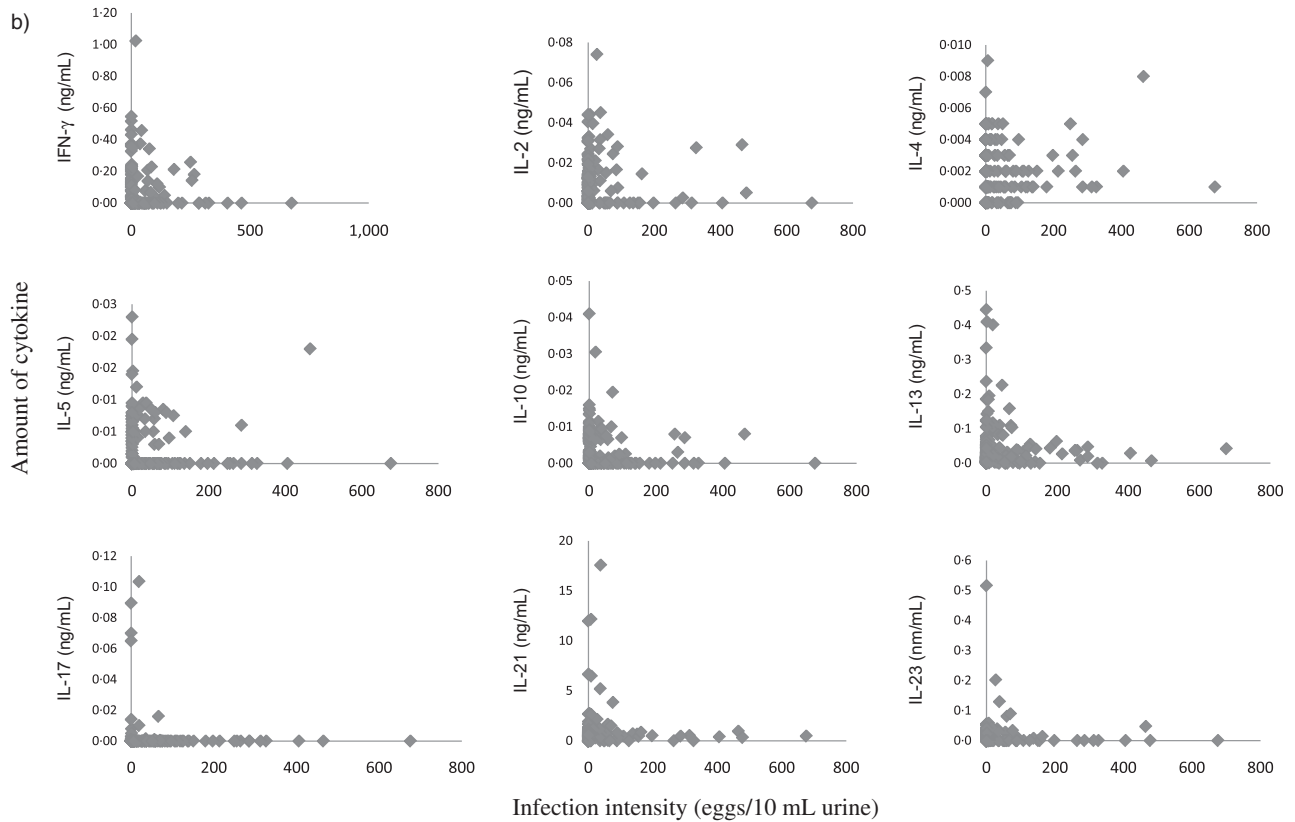 b)
Amount of cytokine
IFN-γ (ng/mL)
1·20
1·00
0·80
0·60
0·40
0·20
0·00
0 500 1,000
IL-2 (ng/mL)
0·08
0·06
0·04
0·02
0·00
0 200 400 600 800
IL-4 (ng/mL)
0·010
0·008
0·006
0·004
0·002
0·000
0 200 400 600 800
IL-5 (ng/mL)
0·03
0·02
0·02
0·01
0·01
0·00
0 200 400 600 800
IL-10 (ng/mL)
0·05
0·04
0·03
0·02
0·01
0·00
0 200 400 600 800
IL-13 (ng/mL)
0·5
0·4
0·3
0·2
0·1
0·0
0 200 400 600 800
IL-17 (ng/mL)
0·12
0·10
0·08
0·06
0·04
0·02
0·00
0 200 400 600 800
IL-21 (ng/mL)
20
15
10
5
0
0 200 400 600 800
IL-23 (nm/mL)
0·6
0·5
0·4
0·3
0·2
0·1
0·0
0 200 400 600 800
Infection intensity (eggs/10 mL urine)